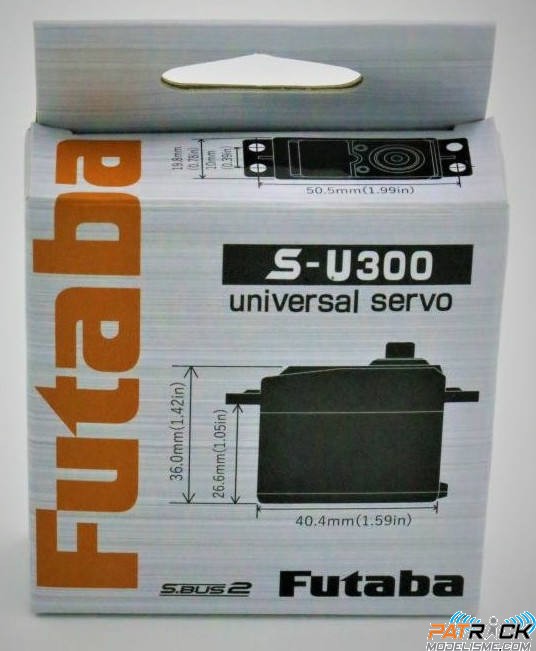 Futaba
19.8mm
(0.78in)
10mm
(0.39in)
50.5mm(1.99in)
S-U300
universal servo
36.0mm(1.42in)
26.6mm(1.05in)
40.4mm(1.59in)
S.BUS2
Futaba
PATRICK
MODELISME.COM